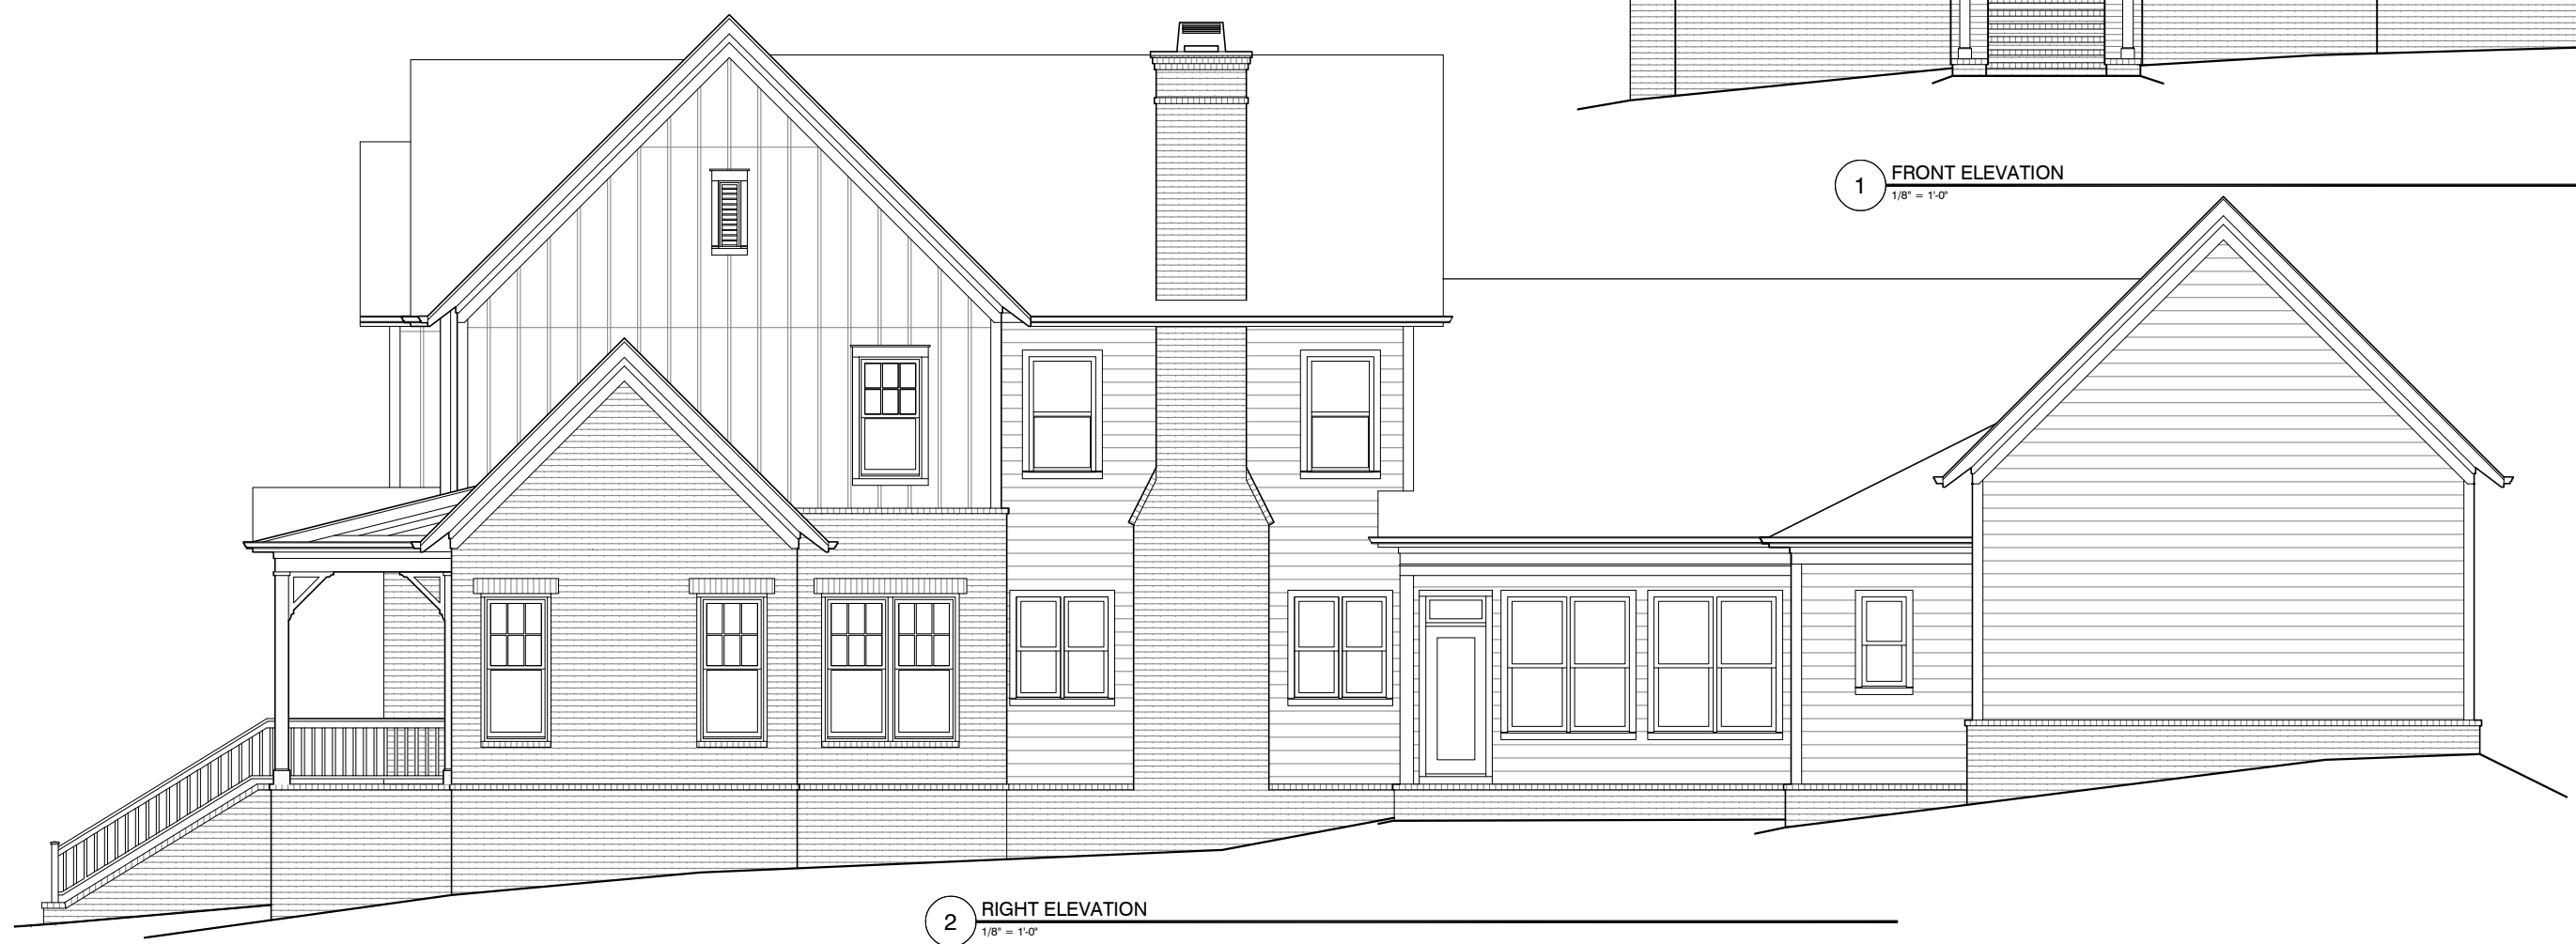 1 FRONT ELEVATION
1/8" = 1'-0"
2 RIGHT ELEVATION
1/8" = 1'-0"